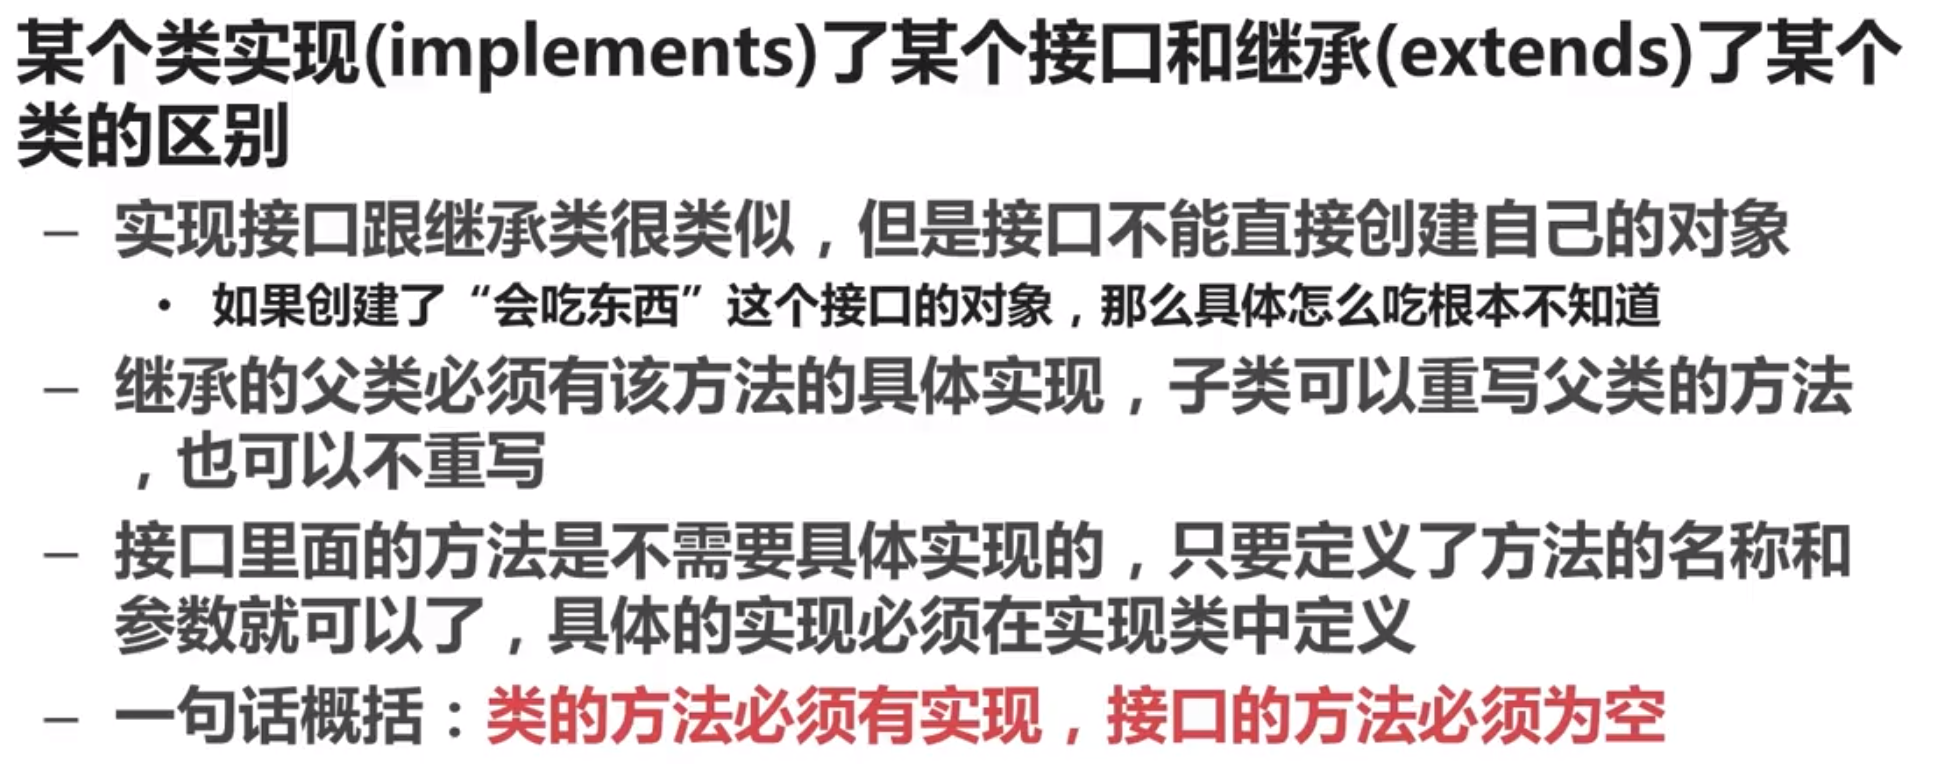 某个类实现(implements)了某个接口和继承(extends)了某个
类的区别
– 实现接口跟继承类很类似，但是接口不能直接创建自己的对象
• 如果创建了“会吃东西”这个接口的对象，那么具体怎么吃根本不知道
– 继承的父类必须有该方法的具体实现，子类可以重写父类的方法
，也可以不重写
– 接口里面的方法是不需要具体实现的，只要定义了方法的名称和
参数就可以了，具体的实现必须在实现类中定义
– 一句话概括：类的方法必须有实现，接口的方法必须为空